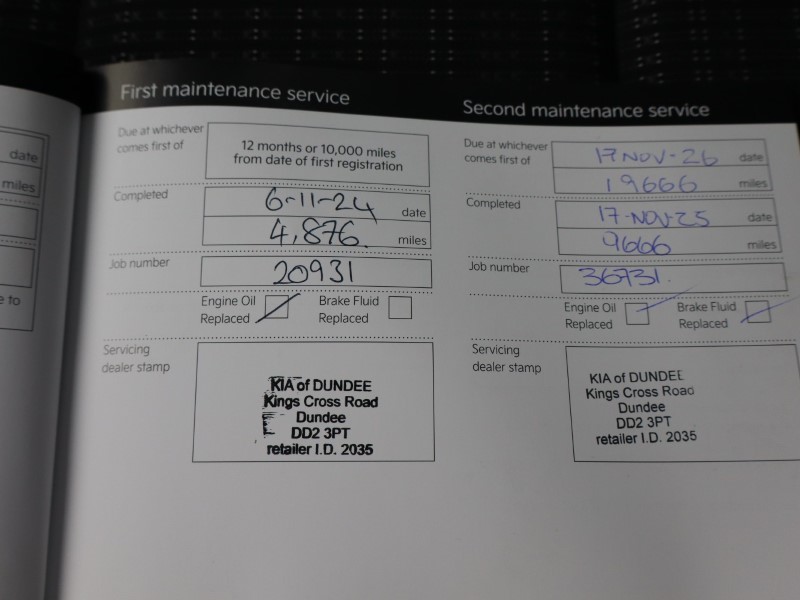 date
miles
e to
First maintenance service
Due at whichever
comes first of
12 months or 10,000 miles
from date of first registration
Completed
6-11-24 date
4,876 miles
Job number
20931
Engine Oil
Replaced
Brake Fluid
Replaced
Servicing
dealer stamp
KIA of DUNDEE
Kings Cross Road
Dundee
DD2 3PT
retailer I.D. 2035
Second maintenance service
Due at whichever
comes first of
17 NOV-26 date
19666 miles
Completed
17-NOV-25 date
9666 miles
Job number
36731.
Engine Oil
Replaced
Brake Fluid
Replaced
Servicing
dealer stamp
KIA of DUNDEE
Kings Cross Road
Dundee
DD2 3PT
retailer I.D. 2035